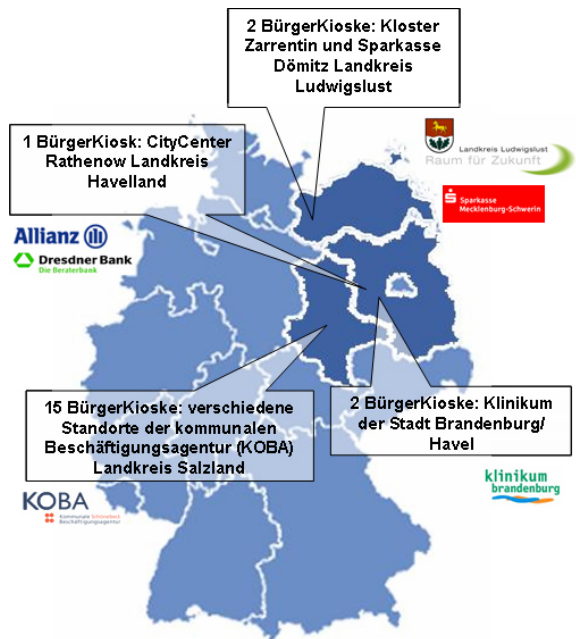 2 BürgerKioske: Kloster
Zarrentin und Sparkasse
Dömitz Landkreis
Ludwigslust
1 BürgerKiosk: CityCenter
Rathenow Landkreis
Havelland
Landkreis Ludwigslust
Raum für Zukunft
Sparkasse
Mecklenburg-Schwerin
Allianz
Dresdner Bank
Die Beraterbank
15 BürgerKioske: verschiedene
Standorte der kommunalen
Beschäftigungsagentur (KOBA)
Landkreis Salzland
2 BürgerKioske: Klinikum
der Stadt Brandenburg/
Havel
KOBA
Kommunale Schönebeck
Beschäftigungsagentur
klinikum
brandenburg